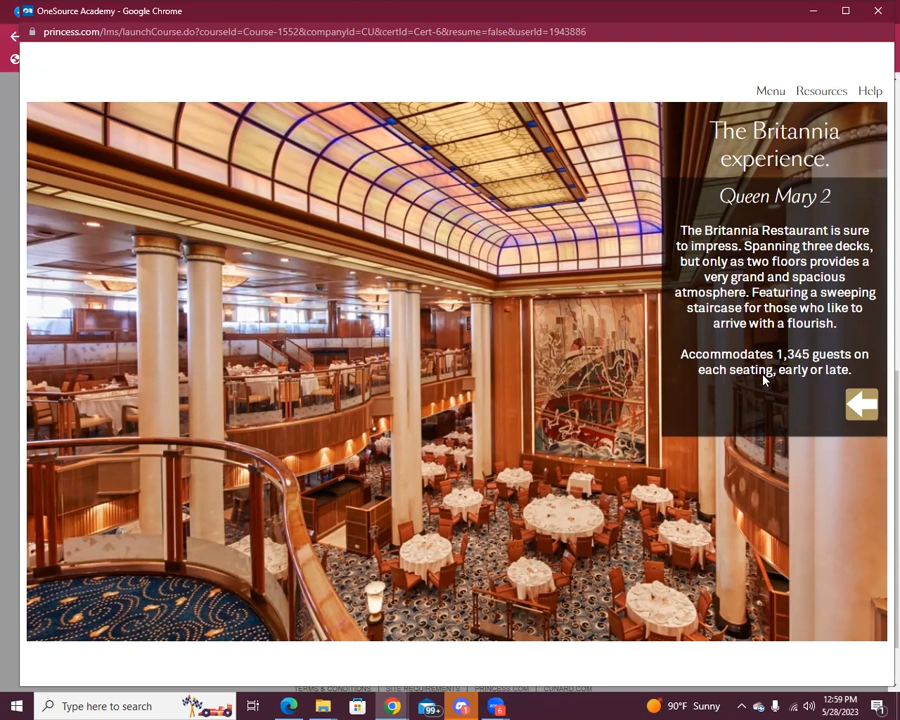 OneSource Academy - Google Chrome
princess.com/lms/launchCourse.do?courseId=Course-1552&companyId=CU&certId=Cert-6&resume=false&userId=1943886
Menu Resources Help
The Britannia
experience.
Queen Mary 2
The Britannia Restaurant is sure
to impress. Spanning three decks,
but only as two floors provides a
very grand and spacious
atmosphere. Featuring a sweeping
staircase for those who like to
arrive with a flourish.
Accommodates 1,345 guests on
each seating, early or late.
TERMS & CONDITIONS | SITE REQUIREMENTS | PRINCESS.COM | CUNARD.COM
Type here to search
99+
1
6
90°F Sunny
12:59 PM
5/28/2023
1